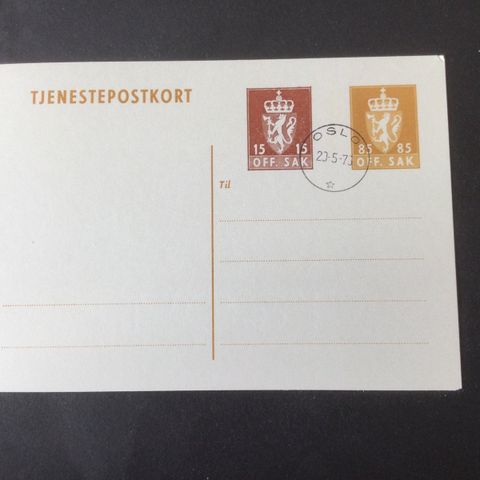 TJENESTEPOSTKORT
15 15
OFF. SAK
85 85
OFF. SAK
OSLO
Til